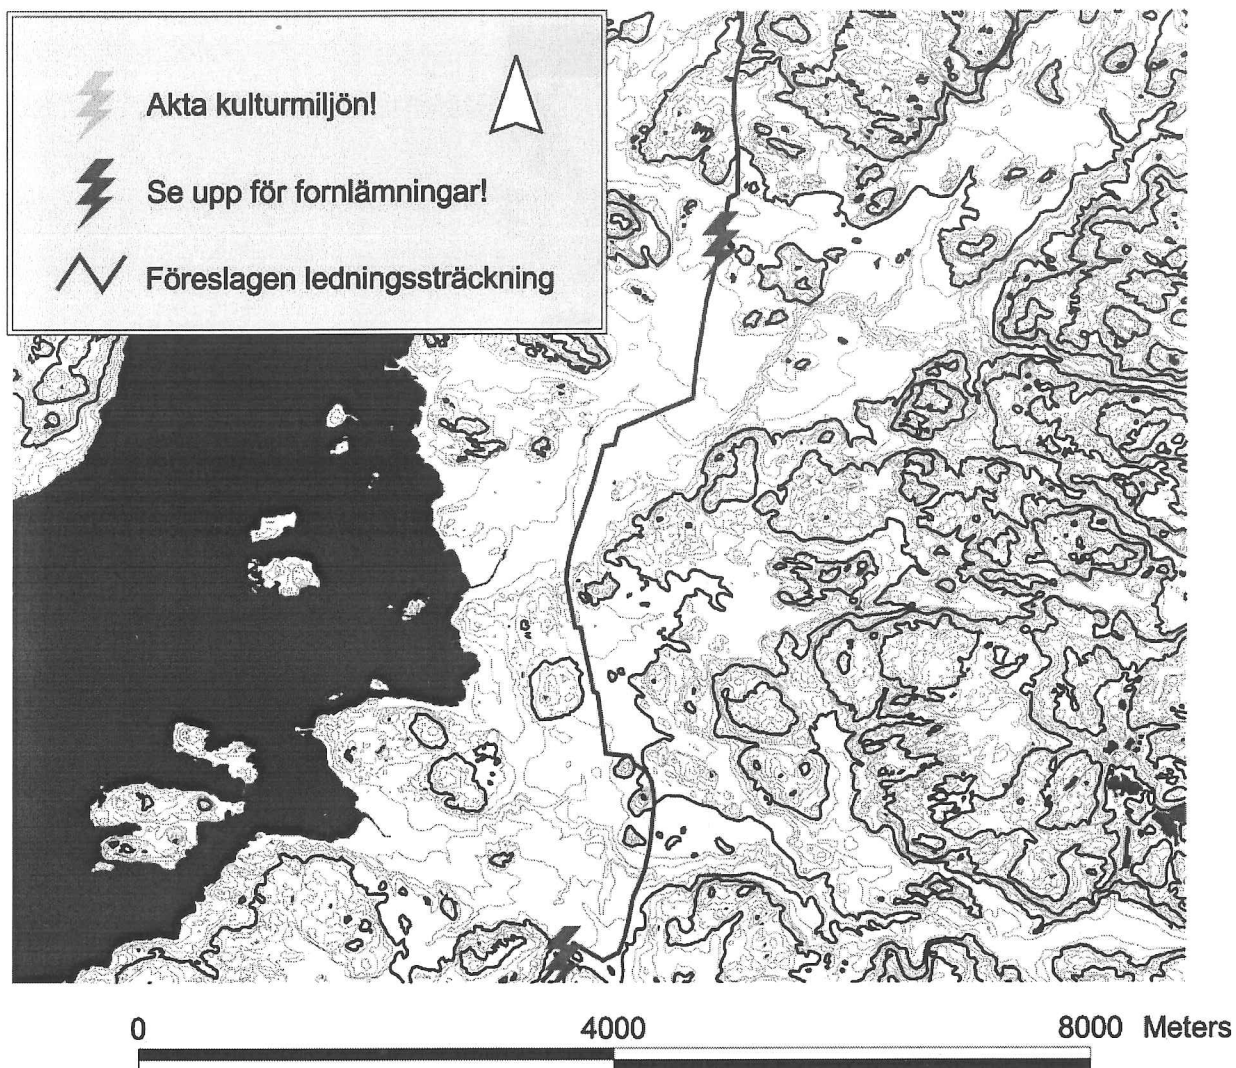 Akta kulturmiljön!
Se upp för fornlämningar!
Föreslagen ledningssträckning
0 4000 8000 Meters